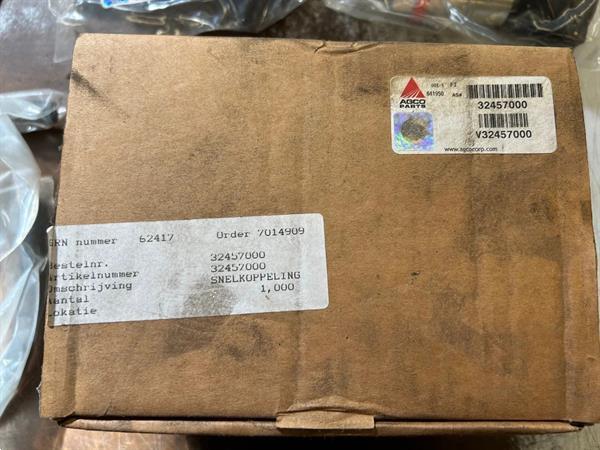 AGCO
PARTS
641950
32457000
V32457000
www.agcocorp.com
GRN nummer 62417 Order 7014909
Bestelnr. 32457000
Artikelnummer 32457000
Omschrijving SNELKOPPELING
Aantal 1,000
Lokatie